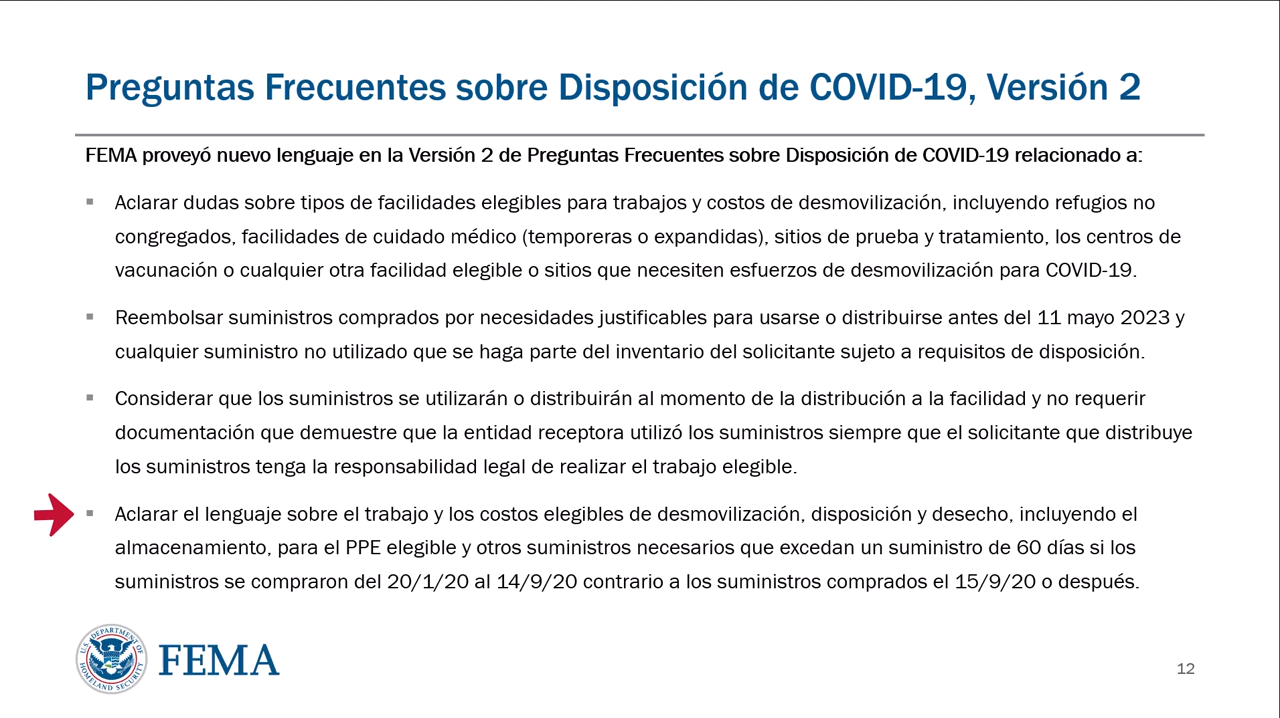 Preguntas Frecuentes sobre Disposición de COVID-19, Versión 2
FEMA proveyó nuevo lenguaje en la Versión 2 de Preguntas Frecuentes sobre Disposición de COVID-19 relacionado a:
▪ Aclarar dudas sobre tipos de facilidades elegibles para trabajos y costos de desmovilización, incluyendo refugios no
congregados, facilidades de cuidado médico (temporeras o expandidas), sitios de prueba y tratamiento, los centros de
vacunación o cualquier otra facilidad elegible o sitios que necesiten esfuerzos de desmovilización para COVID-19.
▪ Reembolsar suministros comprados por necesidades justificables para usarse o distribuirse antes del 11 mayo 2023 y
cualquier suministro no utilizado que se haga parte del inventario del solicitante sujeto a requisitos de disposición.
▪ Considerar que los suministros se utilizarán o distribuirán al momento de la distribución a la facilidad y no requerir
documentación que demuestre que la entidad receptora utilizó los suministros siempre que el solicitante que distribuye
los suministros tenga la responsabilidad legal de realizar el trabajo elegible.
▪ Aclarar el lenguaje sobre el trabajo y los costos elegibles de desmovilización, disposición y desecho, incluyendo el
almacenamiento, para el PPE elegible y otros suministros necesarios que excedan un suministro de 60 días si los
suministros se compraron del 20/1/20 al 14/9/20 contrario a los suministros comprados el 15/9/20 o después.
U.S. DEPARTMENT OF HOMELAND SECURITY
FEMA
12